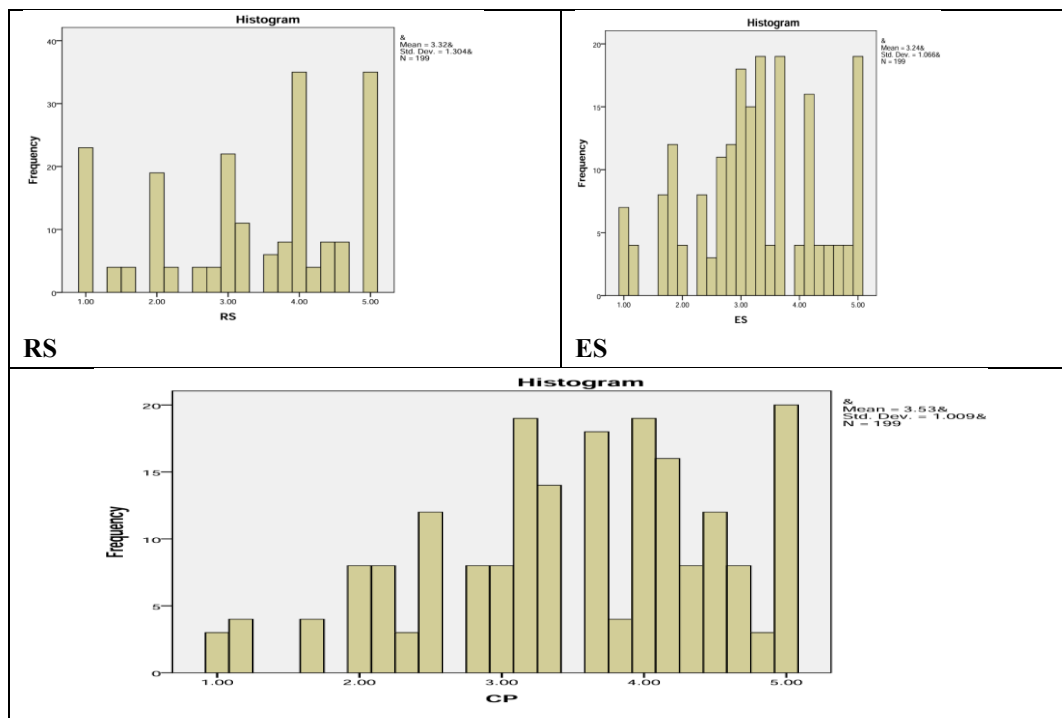 Histogram
&
Mean = 3.32&
Std. Dev. = 1.304&
N = 199
40
30
20
10
0
Frequency
1.00 2.00 3.00 4.00 5.00
RS
RS
Histogram
&
Mean = 3.24&
Std. Dev. = 1.066&
N = 199
20
15
10
5
0
Frequency
1.00 2.00 3.00 4.00 5.00
ES
ES
Histogram
&
Mean = 3.53&
Std. Dev. = 1.009&
N = 199
20
15
10
5
0
Frequency
1.00 2.00 3.00 4.00 5.00
CP